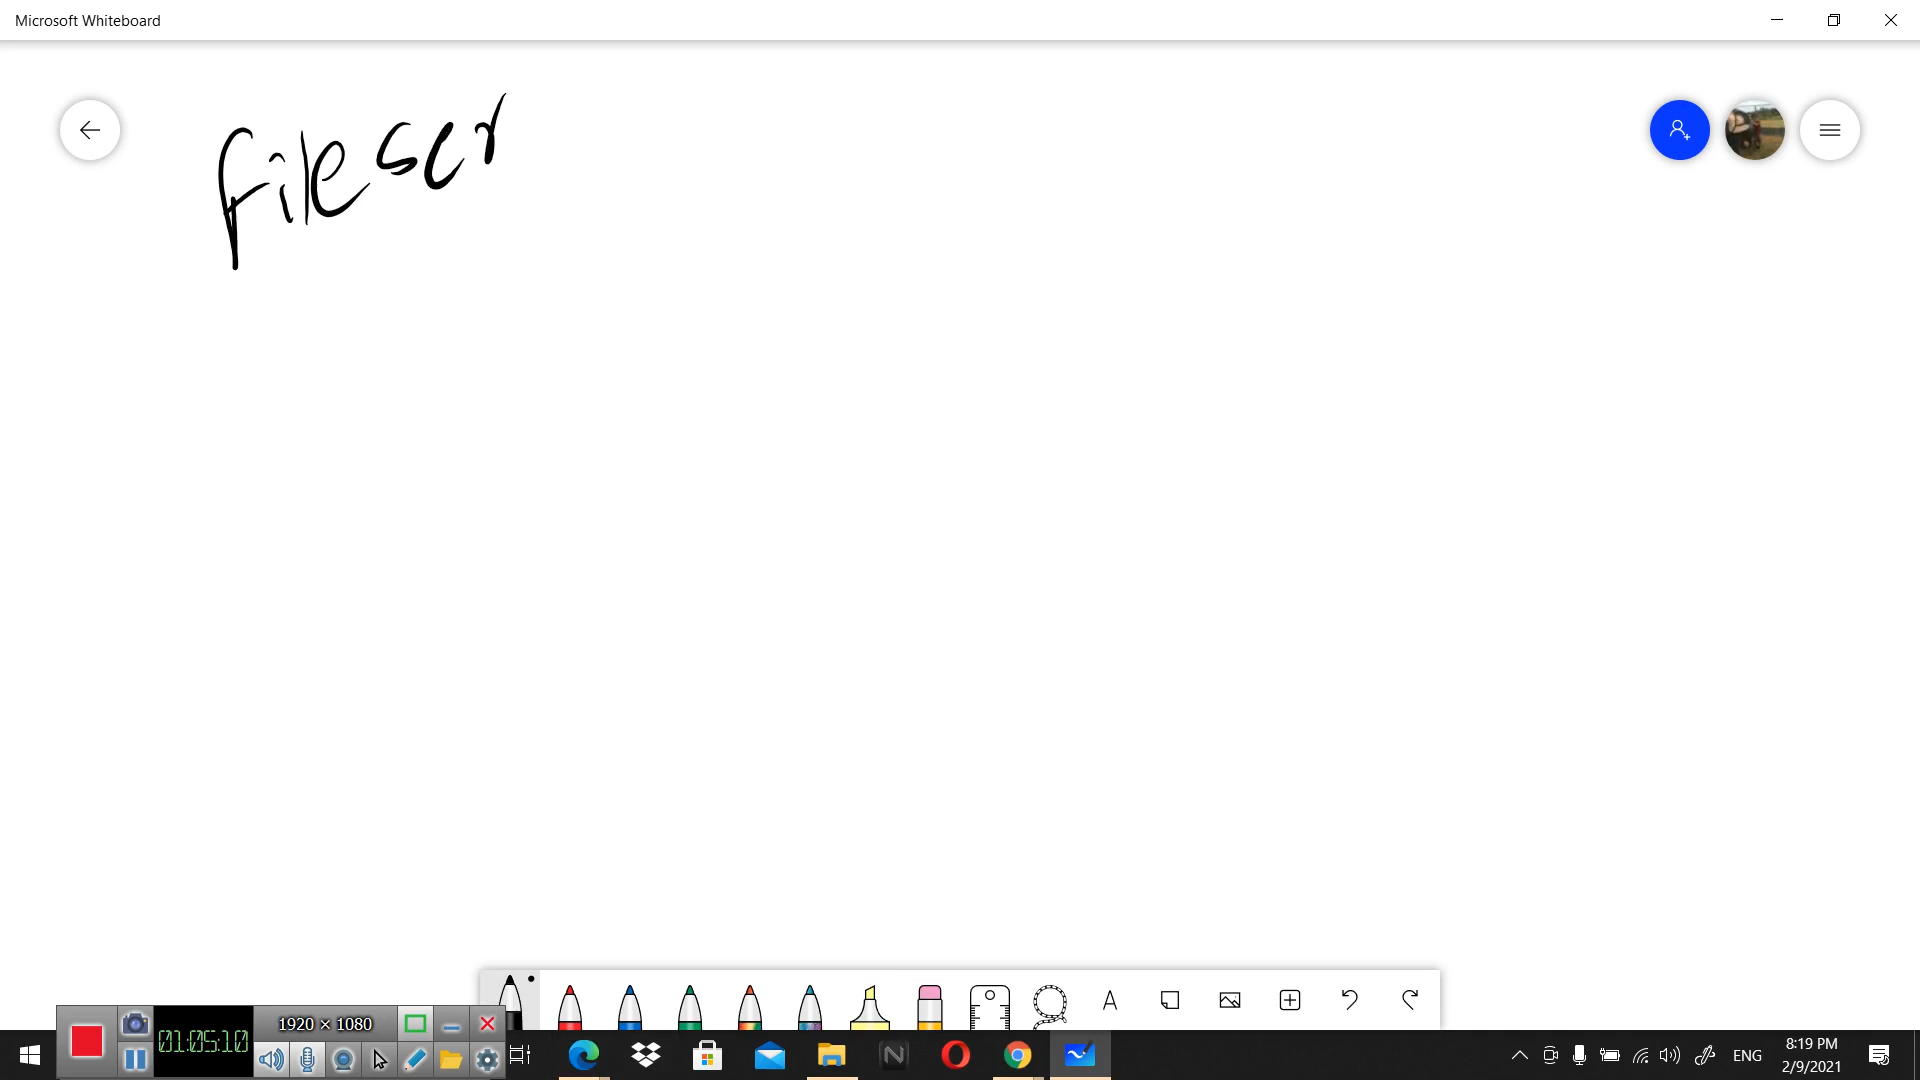 Microsoft Whiteboard
filescr
01:05:10
1920 × 1080
ENG
8:19 PM
2/9/2021